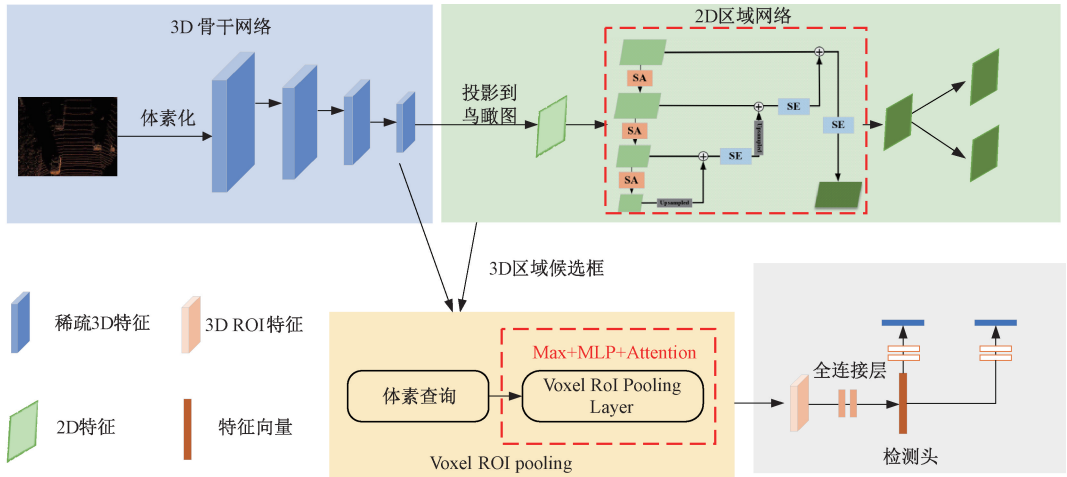 3D 骨干网络
体素化
2D区域网络
投影到
鸟瞰图
SA
SA
SA
SE
SE
SE
Upsampled
Upsampled
3D区域候选框
稀疏3D特征
3D ROI特征
2D特征
特征向量
Max+MLP+Attention
体素查询
Voxel RoI Pooling
Layer
Voxel ROI pooling
全连接层
检测头